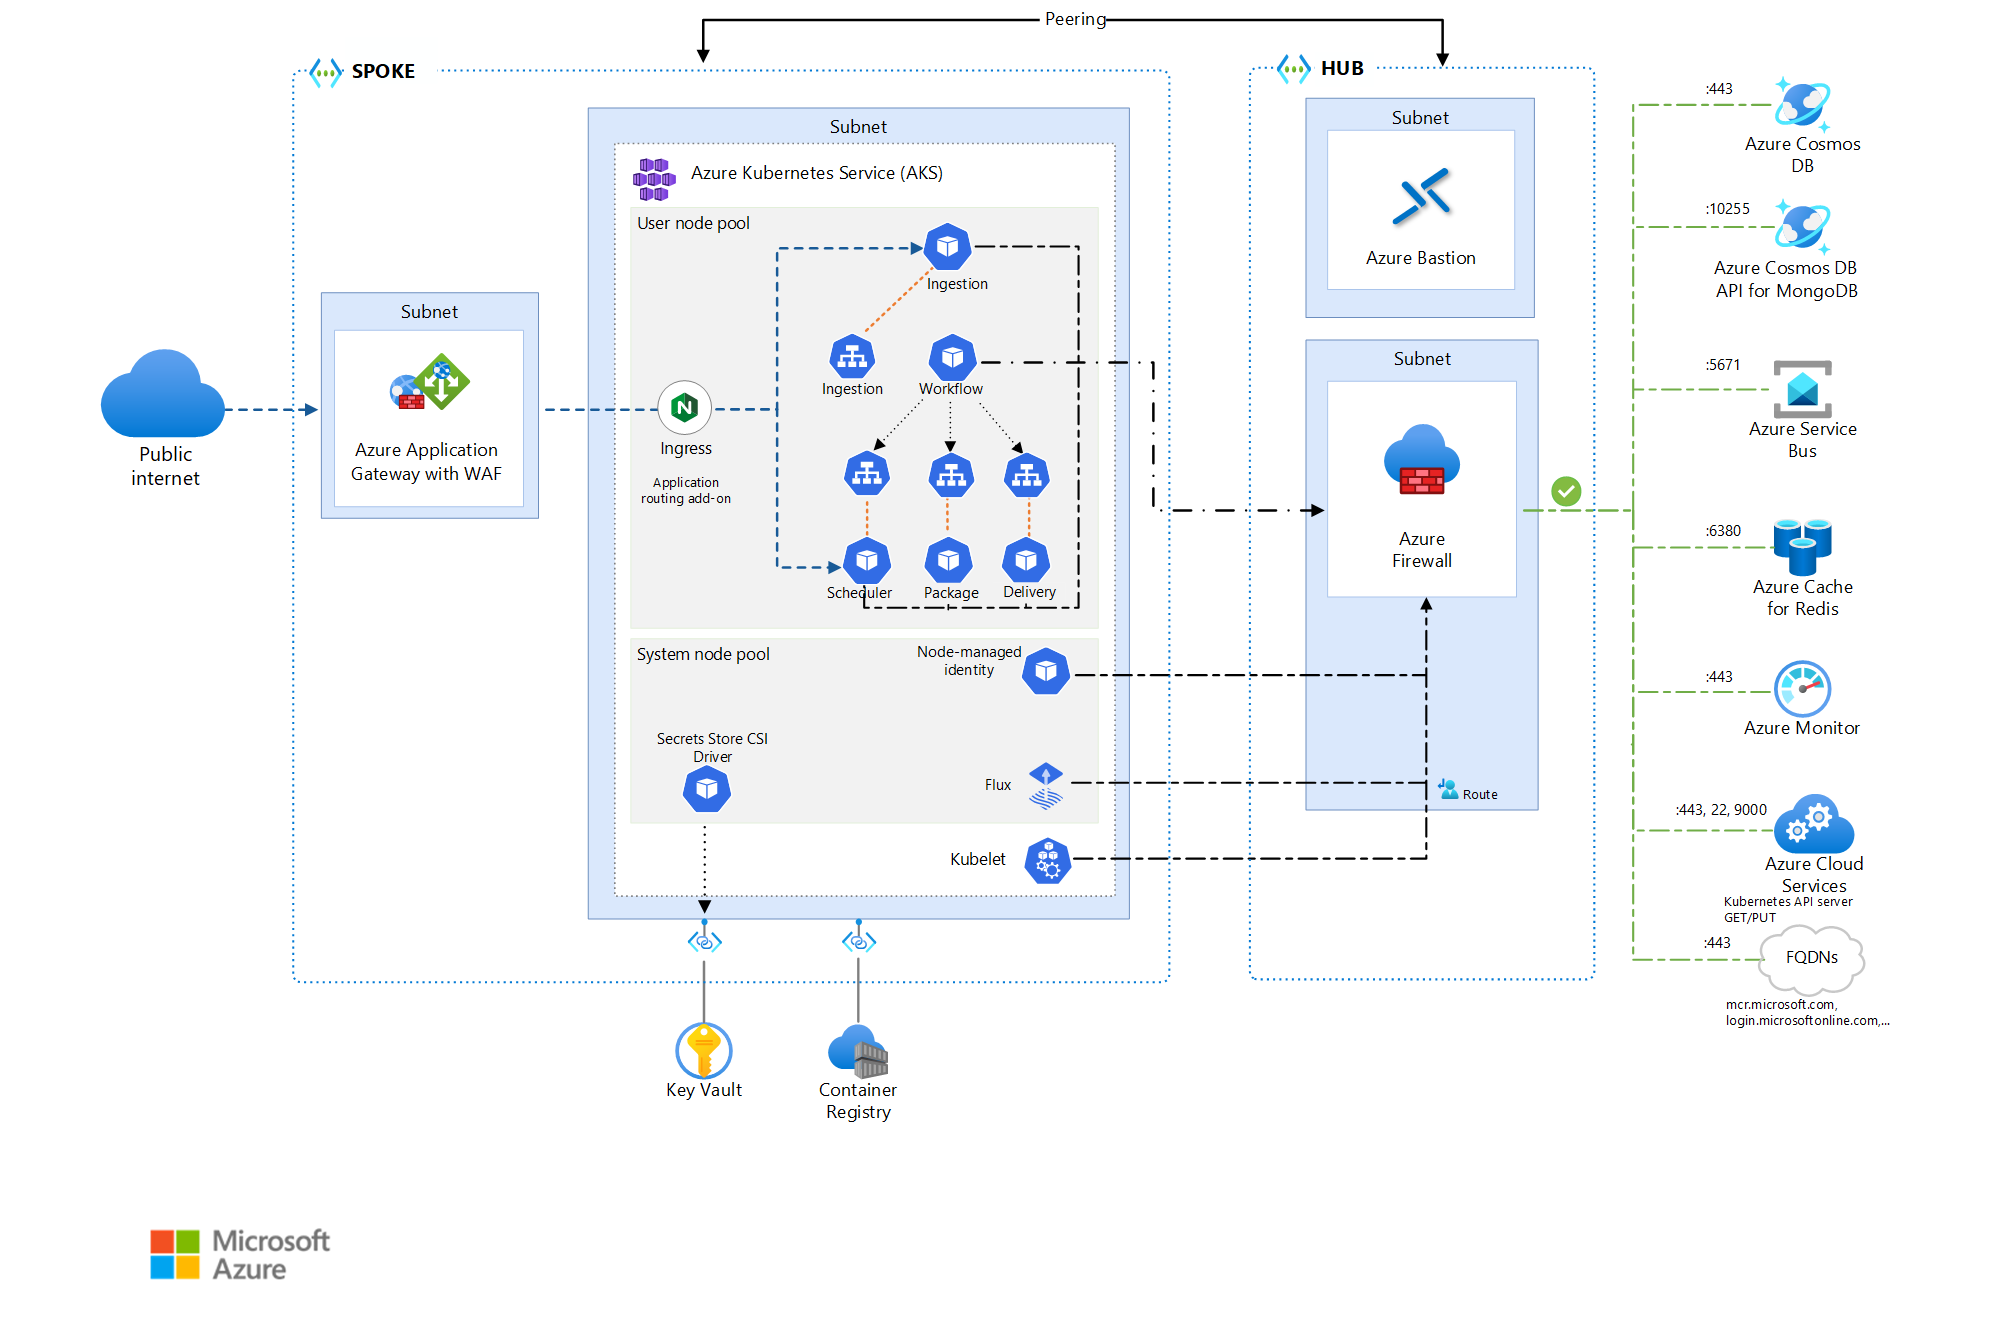 Peering
SPOKE
HUB
Subnet
Azure Kubernetes Service (AKS)
User node pool
Ingestion
Ingestion
Workflow
Ingress
Application
routing add-on
Scheduler
Package
Delivery
System node pool
Node-managed
identity
Secrets Store CSI
Driver
Flux
Kubelet
Subnet
Azure Application
Gateway with WAF
Public
internet
Key Vault
Container
Registry
Subnet
Azure Bastion
Subnet
Azure
Firewall
Route
:443
Azure Cosmos
DB
:10255
Azure Cosmos DB
API for MongoDB
:5671
Azure Service
Bus
:6380
Azure Cache
for Redis
:443
Azure Monitor
:443, 22, 9000
Azure Cloud
Services
Kubernetes API server
GET/PUT
:443
FQDNs
mcr.microsoft.com,
login.microsoftonline.com,...
Microsoft
Azure